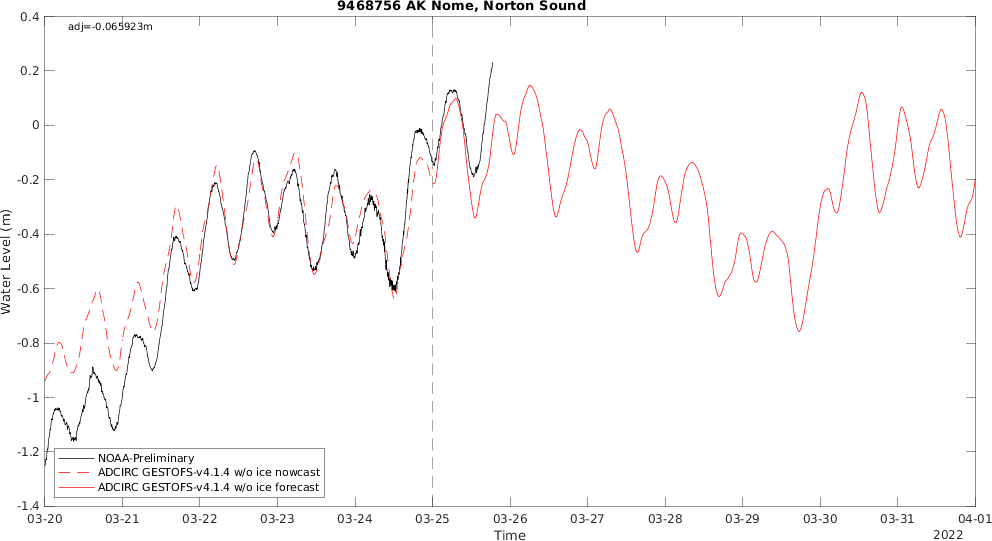 9468756 AK Nome, Norton Sound
adj=-0.065923m
0.4
0.2
0
-0.2
-0.4
-0.6
-0.8
-1
-1.2
-1.4
Water Level (m)
NOAA-Preliminary
ADCIRC GESTOFS-v4.1.4 w/o ice nowcast
ADCIRC GESTOFS-v4.1.4 w/o ice forecast
03-20 03-21 03-22 03-23 03-24 03-25 03-26 03-27 03-28 03-29 03-30 03-31 04-01
Time
2022